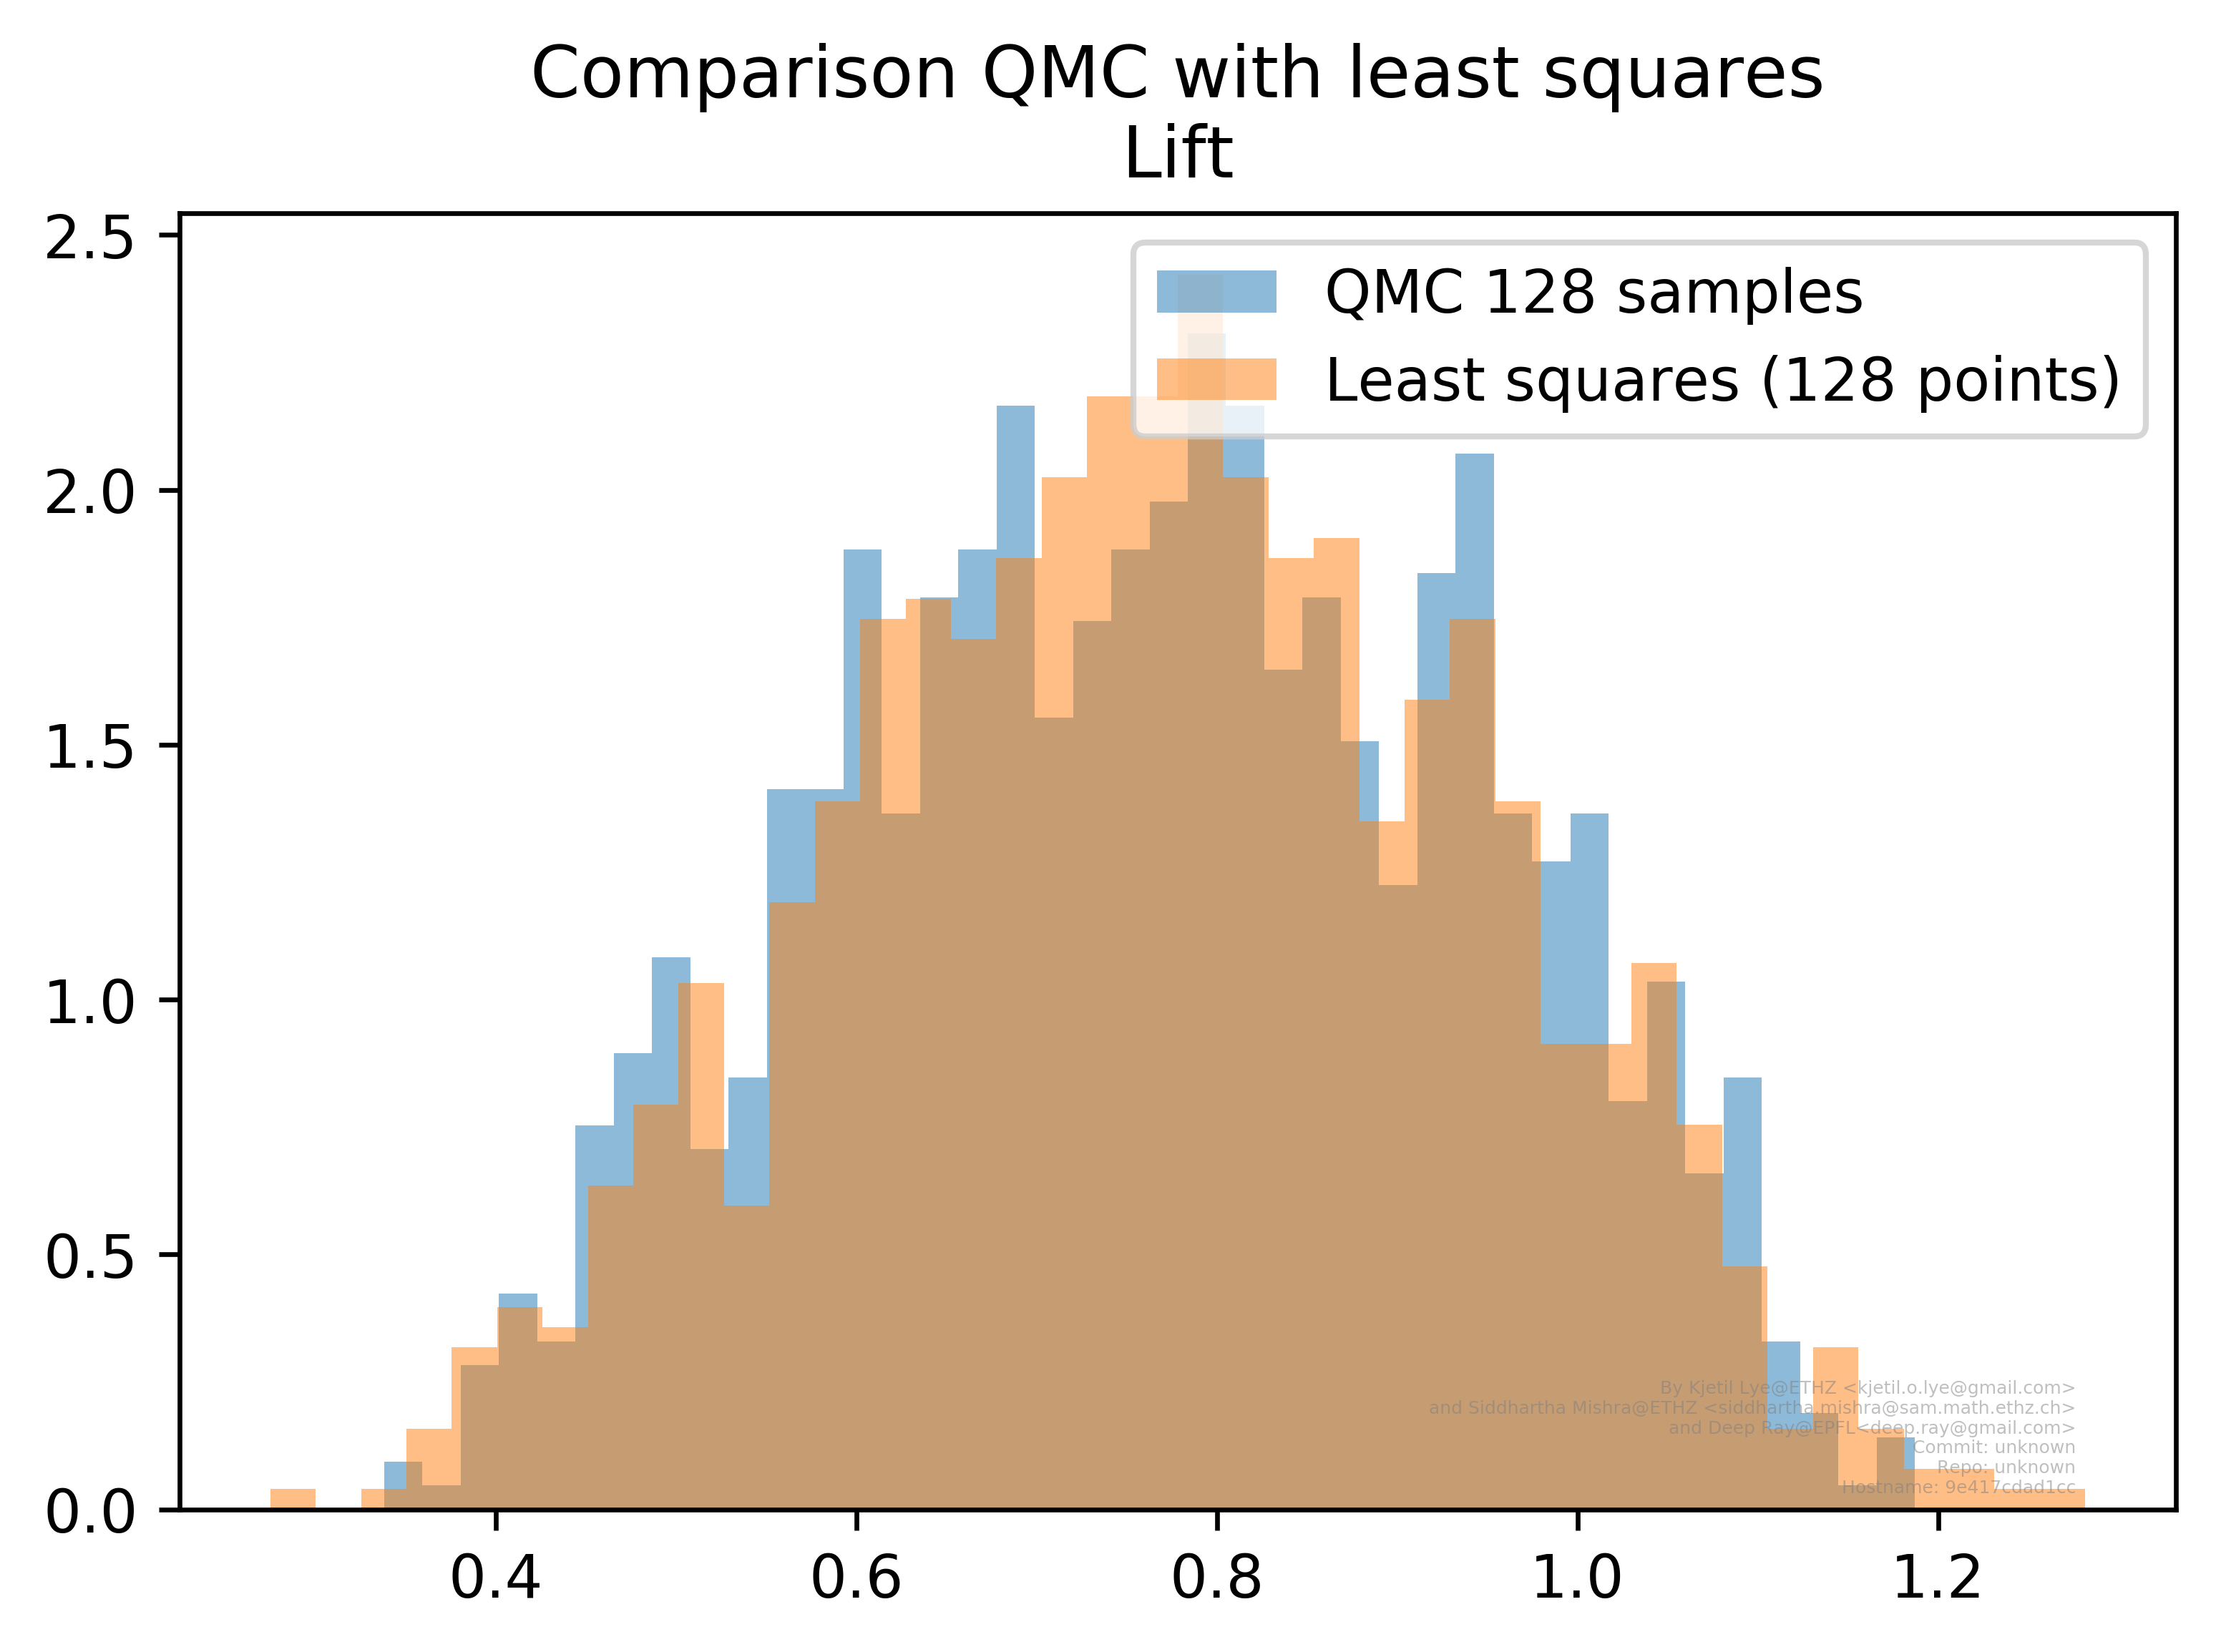 Comparison QMC with least squares
Lift
2.5
2.0
1.5
1.0
0.5
0.0
QMC 128 samples
Least squares (128 points)
By Kjetil Lye@ETHZ <kjetil.o.lye@gmail.com>
and Siddhartha Mishra@ETHZ <siddhartha.mishra@sam.math.ethz.ch>
and Deep Ray@EPFL<deep.ray@gmail.com>
Commit: unknown
Repo: unknown
Hostname: 9e417cdad1cc
0.4 0.6 0.8 1.0 1.2